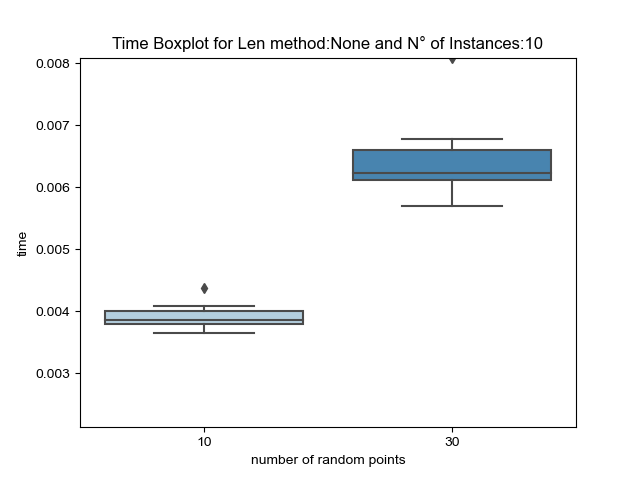 Time Boxplot for Len method:None and N° of Instances:10
0.008
0.007
0.006
0.005
0.004
0.003
time
10 30
number of random points